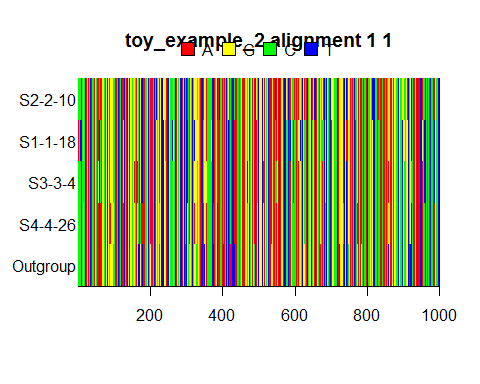 toy_example_2 alignment 1 1
A C G T
S2-2-10
S1-1-18
S3-3-4
S4-4-26
Outgroup
200 400 600 800 1000